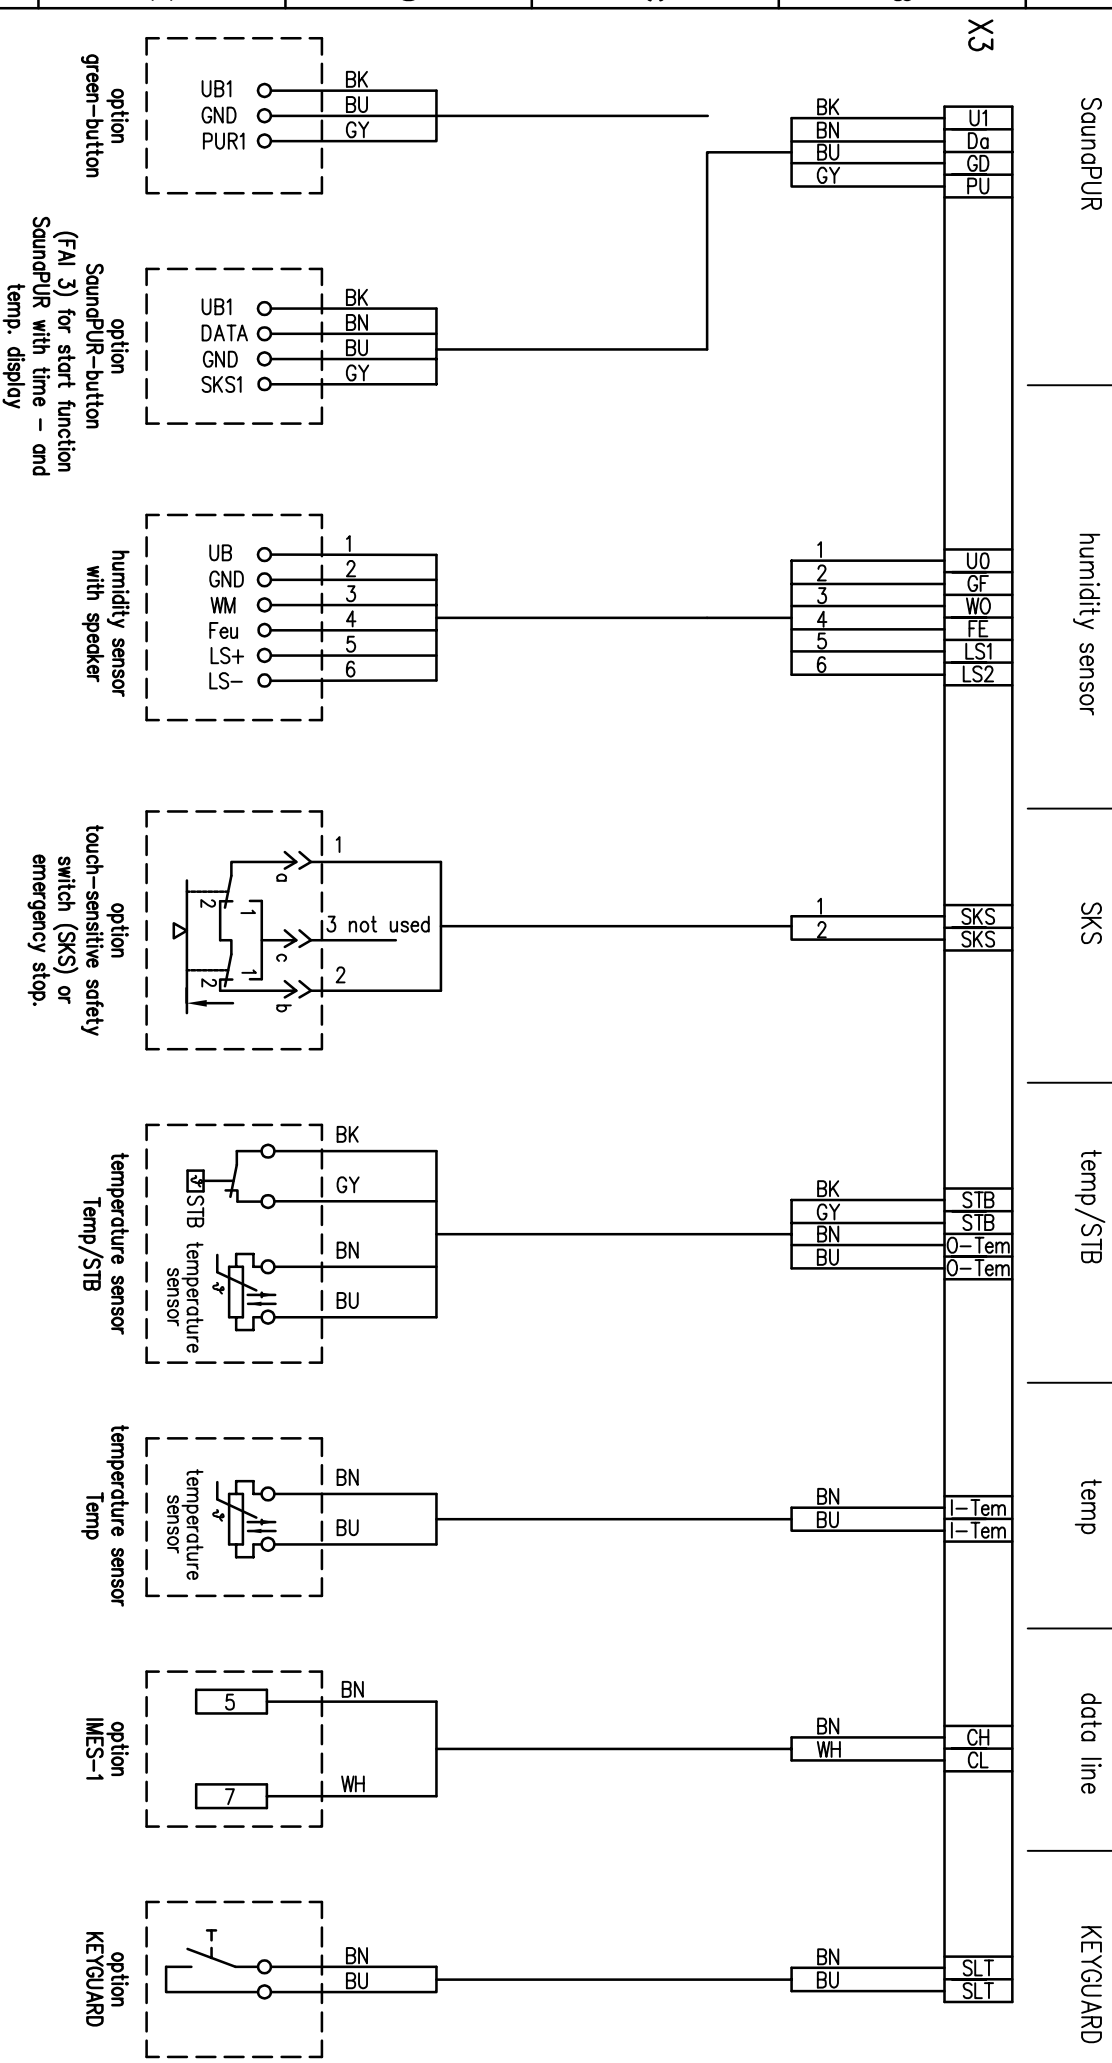 X3
SaunaPUR
BK
BU
GY
UB1
GND
PUR1
option
green-button
BK
BN
BU
GY
U1
Da
GD
PU
BK
BN
BU
GY
UB1
DATA
GND
SKS1
option
SaunaPUR-button
(FAI 3) for start function
SaunaPUR with time - and
temp. display
humidity sensor
1
2
3
4
5
6
U0
GF
W0
FE
LS1
LS2
1
2
3
4
5
6
UB
GND
WM
Feu
LS+
LS-
humidity sensor
with speaker
SKS
1
2
SKS
SKS
1
3 not used
2
a
c
b
1
2
1
2
option
touch-sensitive safety
switch (SKS) or
emergency stop.
temp/STB
BK
GY
BN
BU
STB
STB
O-Tem
O-Tem
BK
GY
BN
BU
ϑ
STB
ϑ
temperature
sensor
temperature sensor
Temp/STB
temp
BN
BU
I-Tem
I-Tem
BN
BU
ϑ
temperature
sensor
temperature sensor
Temp
data line
BN
WH
CH
CL
BN
WH
5
7
option
IMES-1
KEYGUARD
BN
BU
SLT
SLT
BN
BU
option
KEYGUARD